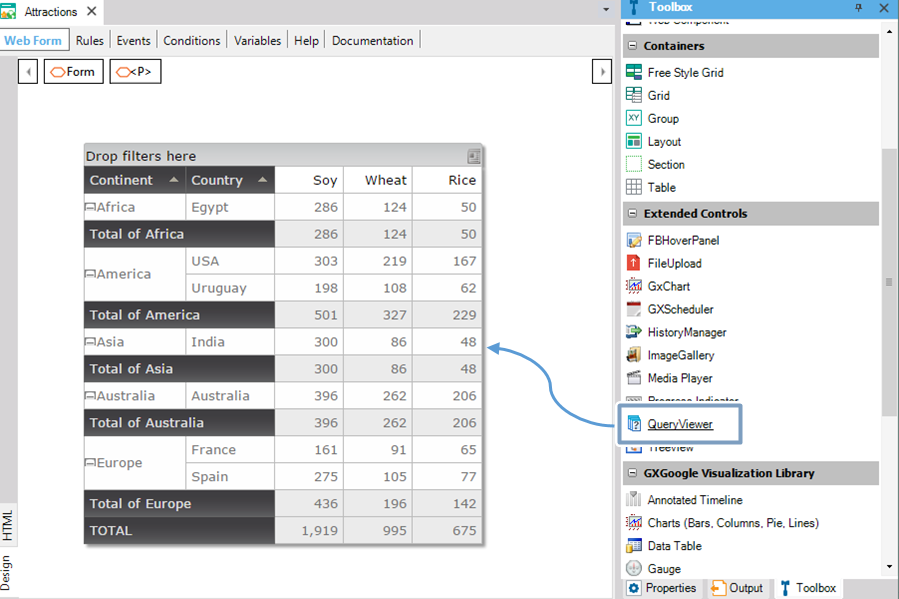 Attractions
Web Form Rules Events Conditions Variables Help Documentation
Form <P>
Drop filters here
Continent Country Soy Wheat Rice
Africa Egypt 286 124 50
Total of Africa 286 124 50
America USA 303 219 167
Uruguay 198 108 62
Total of America 501 327 229
Asia India 300 86 48
Total of Asia 300 86 48
Australia Australia 396 262 206
Total of Australia 396 262 206
Europe France 161 91 65
Spain 275 105 77
Total of Europe 436 196 142
TOTAL 1,919 995 675
HTML
Design
Toolbox
Web Component
Containers
Free Style Grid
Grid
XY Group
Layout
Section
Table
Extended Controls
FBHoverPanel
FileUpload
GxChart
GXScheduler
HistoryManager
ImageGallery
Media Player
Progress Indicator
QueryViewer
TreeView
GXGoogle Visualization Library
Annotated Timeline
Charts (Bars, Columns, Pie, Lines)
Data Table
Gauge
Properties Output Toolbox